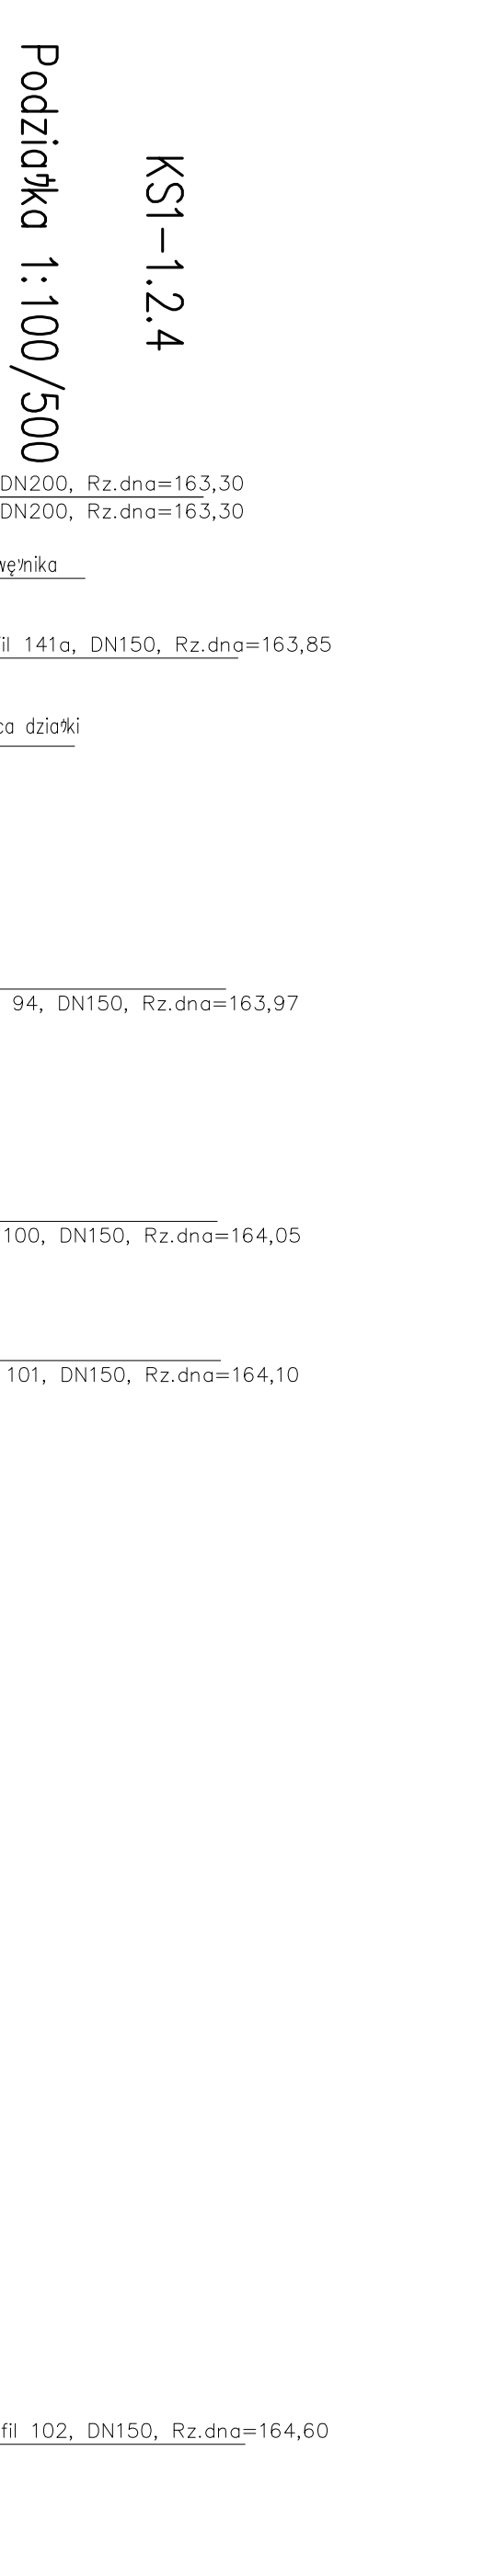 KS1-1.2.4
Podziałka 1:100/500
DN200, Rz.dna=163,30
DN200, Rz.dna=163,30
fil 141a, DN150, Rz.dna=163,85
działki
94, DN150, Rz.dna=163,97
100, DN150, Rz.dna=164,05
101, DN150, Rz.dna=164,10
fil 102, DN150, Rz.dna=164,60